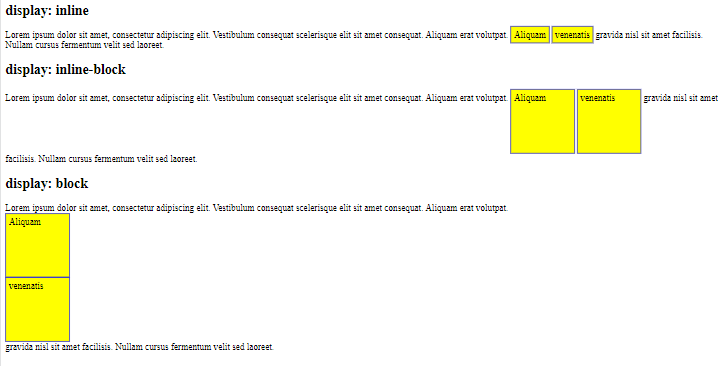 display: inline
Lorem ipsum dolor sit amet, consectetur adipiscing elit. Vestibulum consequat scelerisque elit sit amet consequat. Aliquam erat volutpat. Aliquam venenatis gravida nisl sit amet facilisis.
Nullam cursus fermentum velit sed laoreet.
display: inline-block
Lorem ipsum dolor sit amet, consectetur adipiscing elit. Vestibulum consequat scelerisque elit sit amet consequat. Aliquam erat volutpat. Aliquam venenatis gravida nisl sit amet
facilisis. Nullam cursus fermentum velit sed laoreet.
display: block
Lorem ipsum dolor sit amet, consectetur adipiscing elit. Vestibulum consequat scelerisque elit sit amet consequat. Aliquam erat volutpat.
Aliquam
venenatis
gravida nisl sit amet facilisis. Nullam cursus fermentum velit sed laoreet.